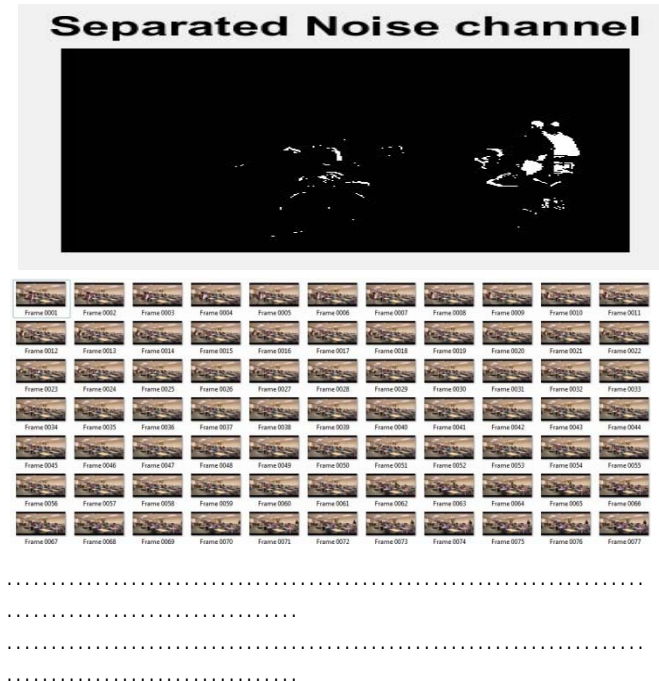 Separated Noise channel
Frame 0001 Frame 0002 Frame 0003 Frame 0004 Frame 0005 Frame 0006 Frame 0007 Frame 0008 Frame 0009 Frame 0010 Frame 0011
Frame 0012 Frame 0013 Frame 0014 Frame 0015 Frame 0016 Frame 0017 Frame 0018 Frame 0019 Frame 0020 Frame 0021 Frame 0022
Frame 0023 Frame 0024 Frame 0025 Frame 0026 Frame 0027 Frame 0028 Frame 0029 Frame 0030 Frame 0031 Frame 0032 Frame 0033
Frame 0034 Frame 0035 Frame 0036 Frame 0037 Frame 0038 Frame 0039 Frame 0040 Frame 0041 Frame 0042 Frame 0043 Frame 0044
Frame 0045 Frame 0046 Frame 0047 Frame 0048 Frame 0049 Frame 0050 Frame 0051 Frame 0052 Frame 0053 Frame 0054 Frame 0055
Frame 0056 Frame 0057 Frame 0058 Frame 0059 Frame 0060 Frame 0061 Frame 0062 Frame 0063 Frame 0064 Frame 0065 Frame 0066
Frame 0067 Frame 0068 Frame 0069 Frame 0070 Frame 0071 Frame 0072 Frame 0073 Frame 0074 Frame 0075 Frame 0076 Frame 0077